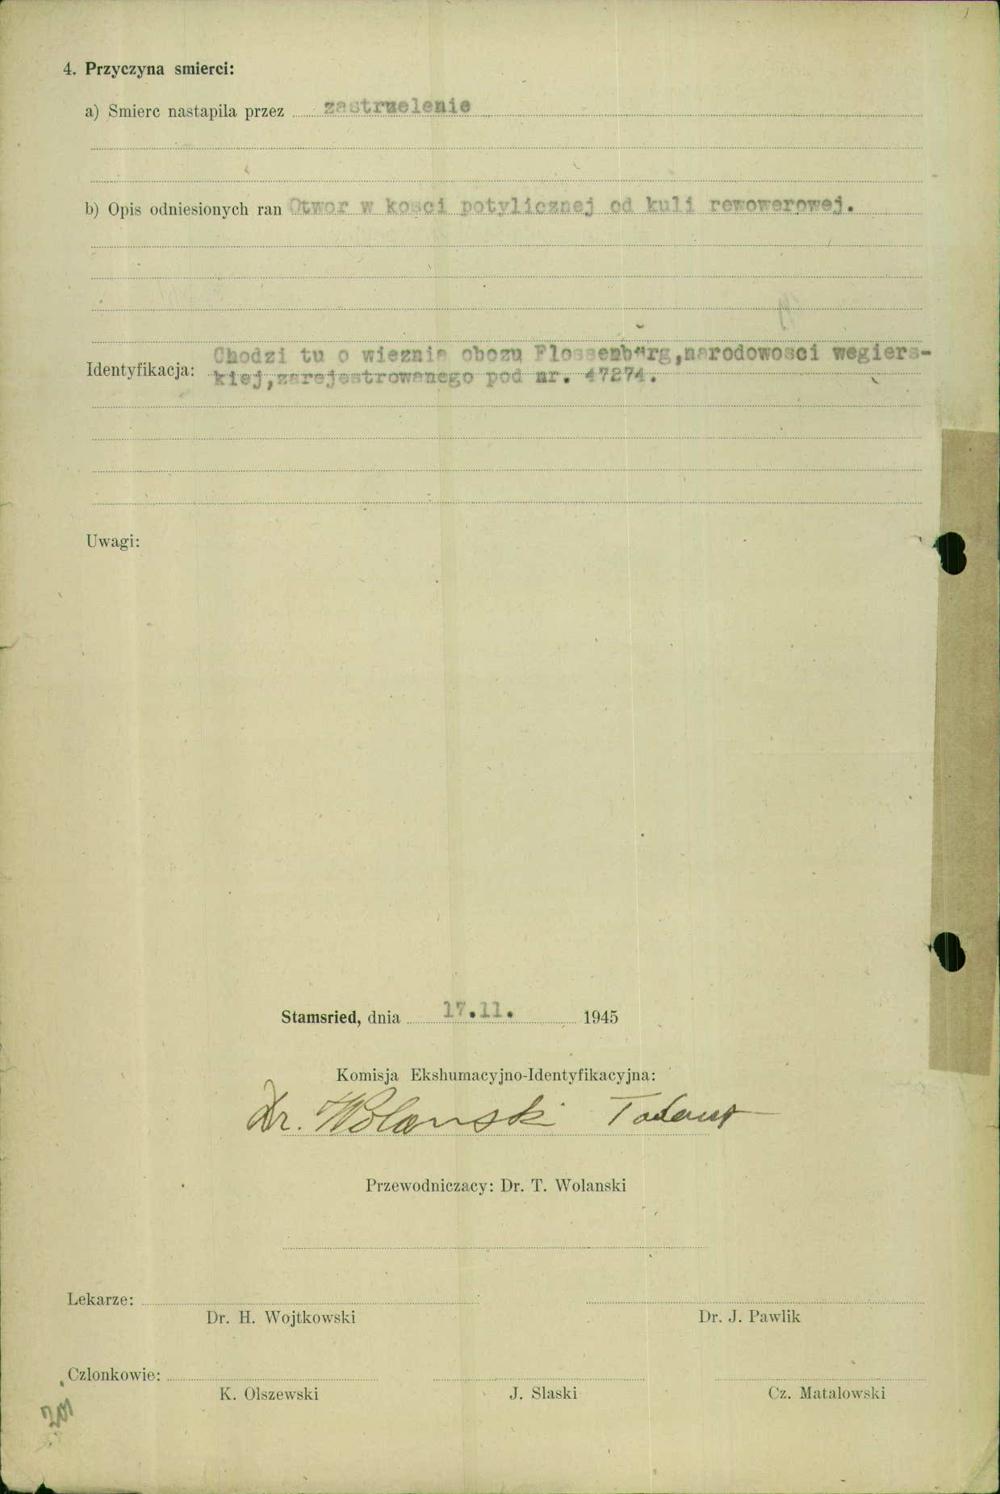 4. Przyczyna smierci:
a) Smierc nastapila przez zastrzelenie
b) Opis odniesionych ran Otwor w kosci potylicznej od kuli rewowerowej.
Identyfikacja: Chodzi tu o wieznia obozu Flossenbürg,narodowosci wegiers-
kiej,zarejestrowanego pod nr. 47274.
Uwagi:
Stamsried, dnia 17.11. 1945
Komisja Ekshumacyjno-Identyfikacyjna:
Dr. Wolanski Tadeusz
Przewodniczacy: Dr. T. Wolanski
Lekarze:
Dr. H. Wojtkowski Dr. J. Pawlik
Czlonkowie:
K. Olszewski J. Slaski Cz. Matalowski